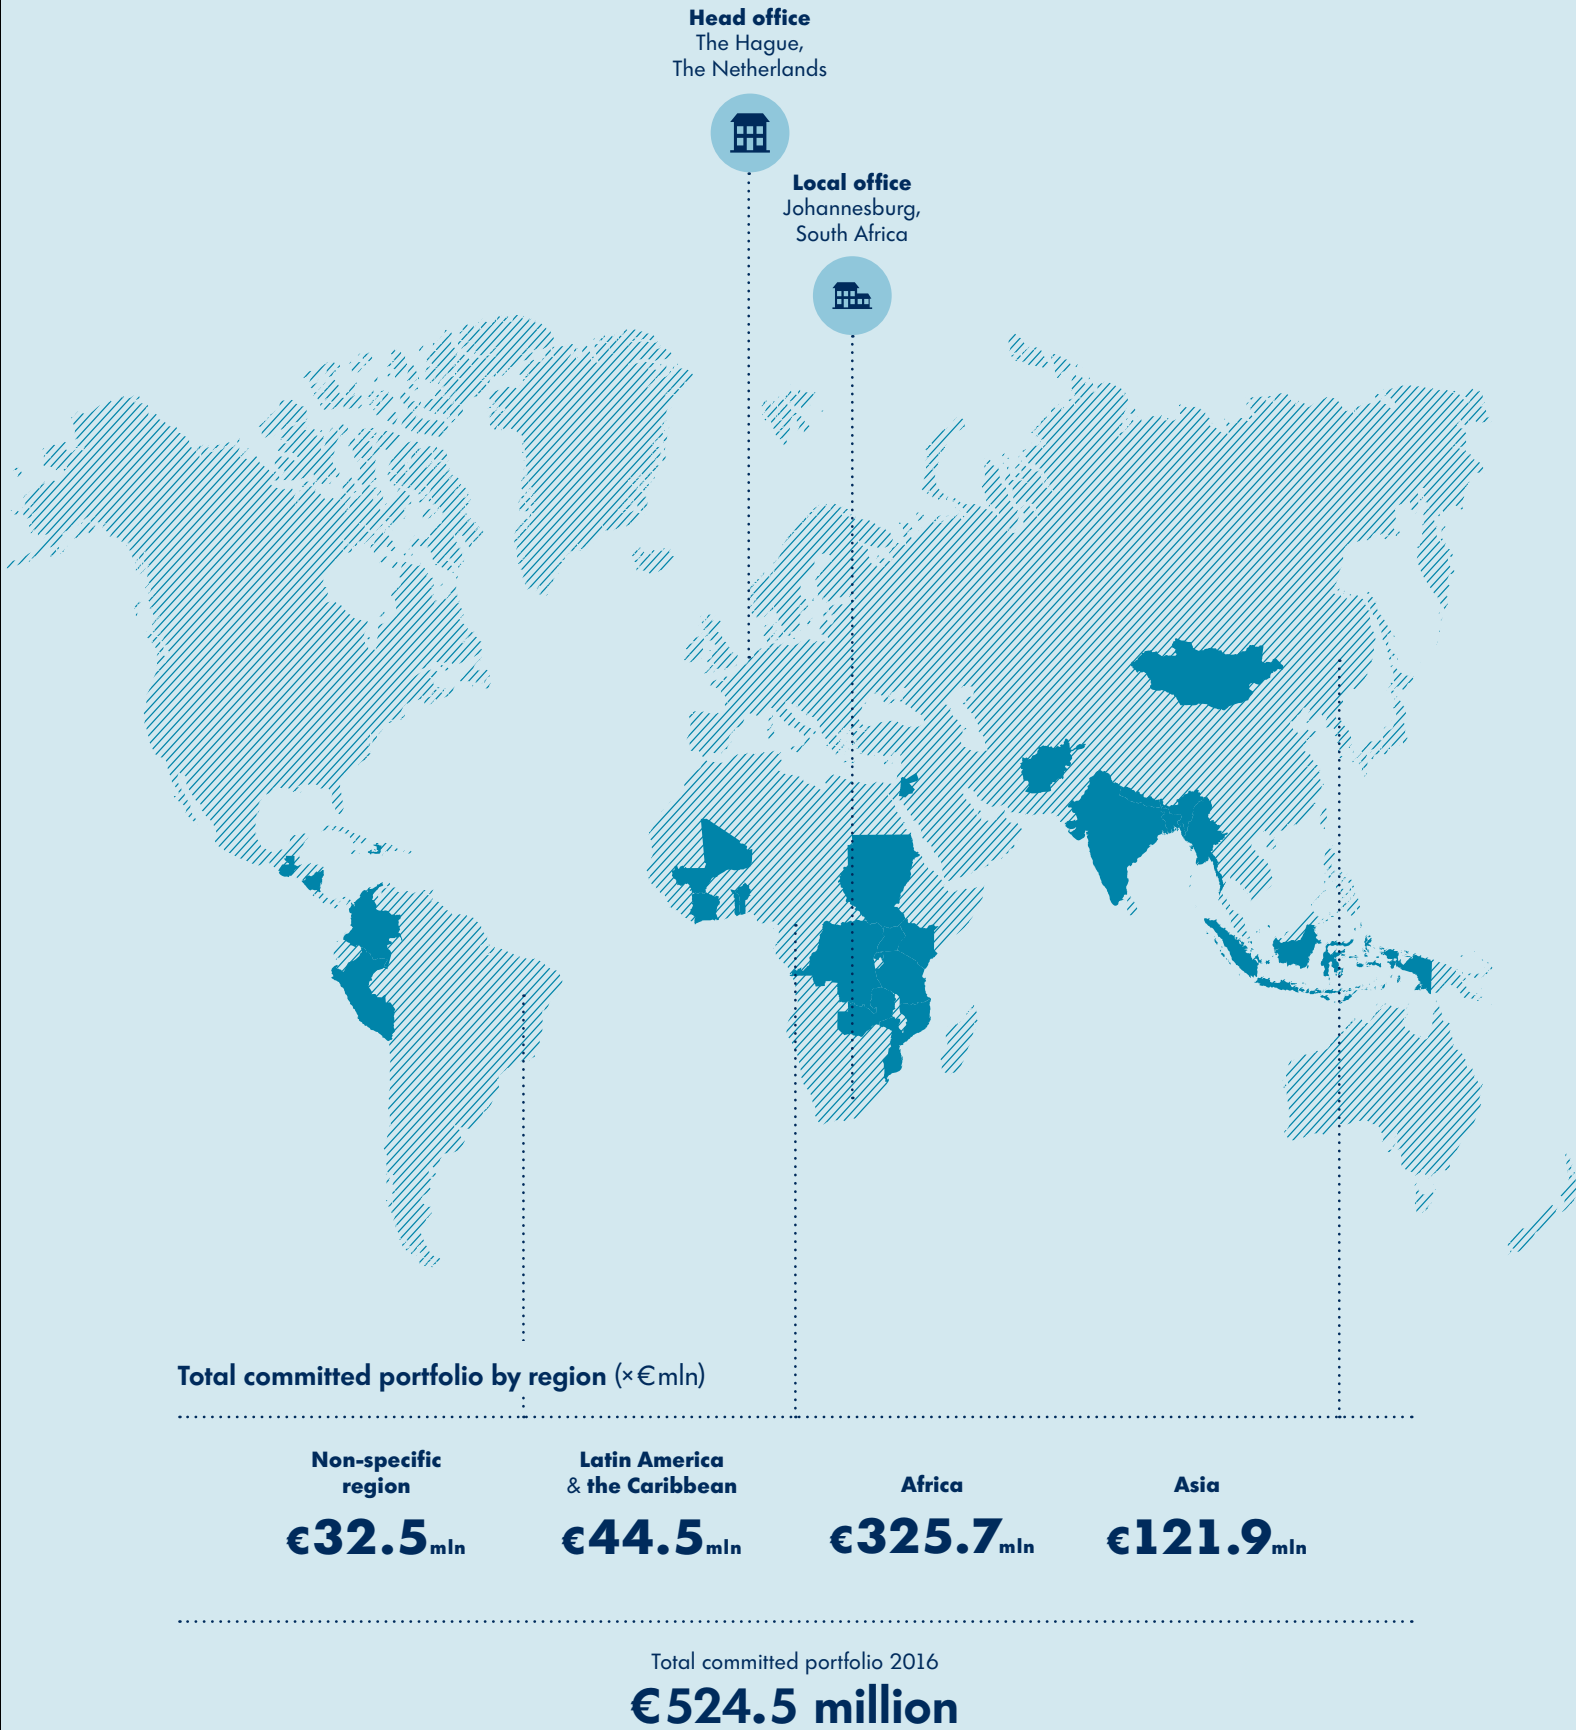 Head office
The Hague,
The Netherlands
Local office
Johannesburg,
South Africa
Total committed portfolio by region (×€mln)
Non-specific
region
€32.5mln
Latin America
& the Caribbean
€44.5mln
Africa
€325.7mln
Asia
€121.9mln
Total committed portfolio 2016
€524.5 million